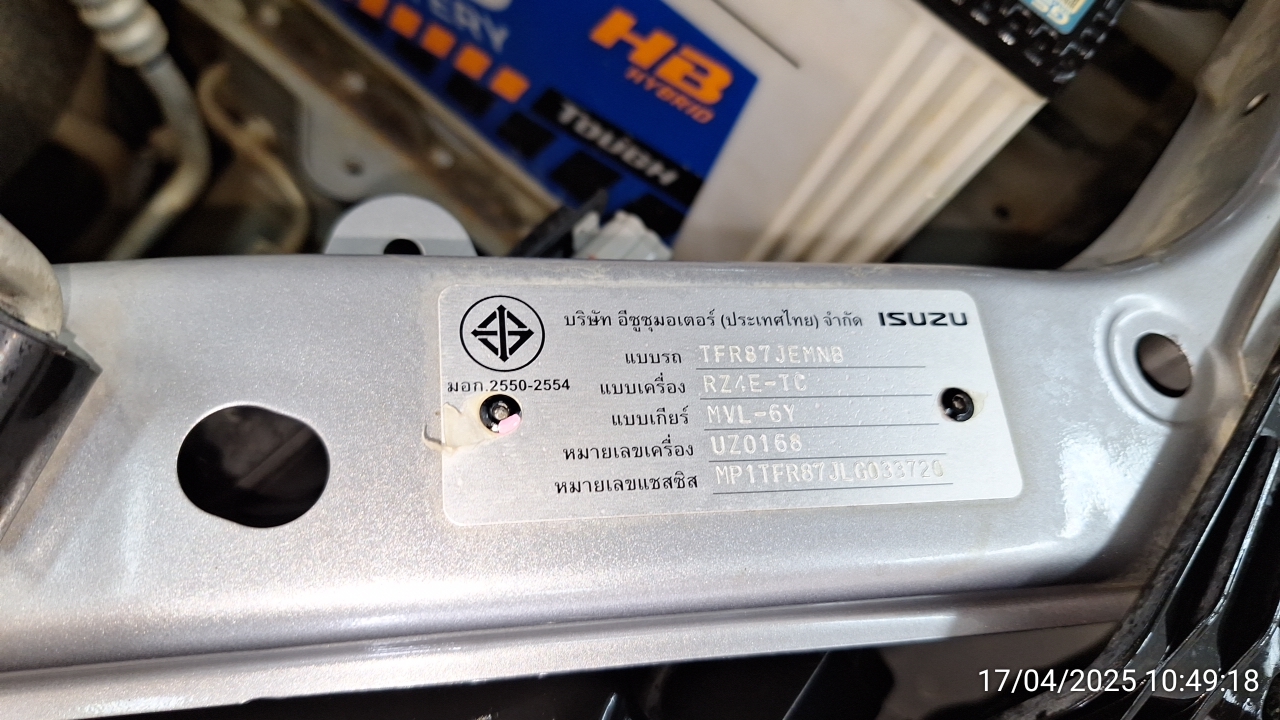 HB
HYBRID
TOUGH
บริษัท อีซูซุมอเตอร์ (ประเทศไทย) จำกัด ISUZU
มอก.2550-2554
แบบรถ TFR87JEMNB
แบบเครื่อง RZ4E-TC
แบบเกียร์ MVL-6Y
หมายเลขเครื่อง UZ0168
หมายเลขแชสซิส MP1TFR87JLG033720
17/04/2025 10:49:18